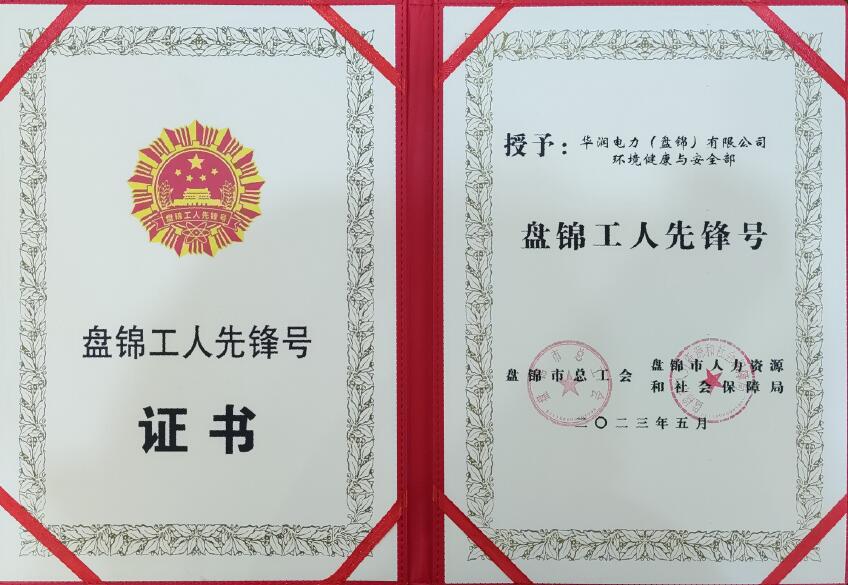 盘锦工人先锋号
盘锦工人先锋号
证书
授予：华润电力（盘锦）有限公司
环境健康与安全部
盘锦工人先锋号
盘锦市总工会
盘锦市人力资源
和社会保障局
二〇二三年五月